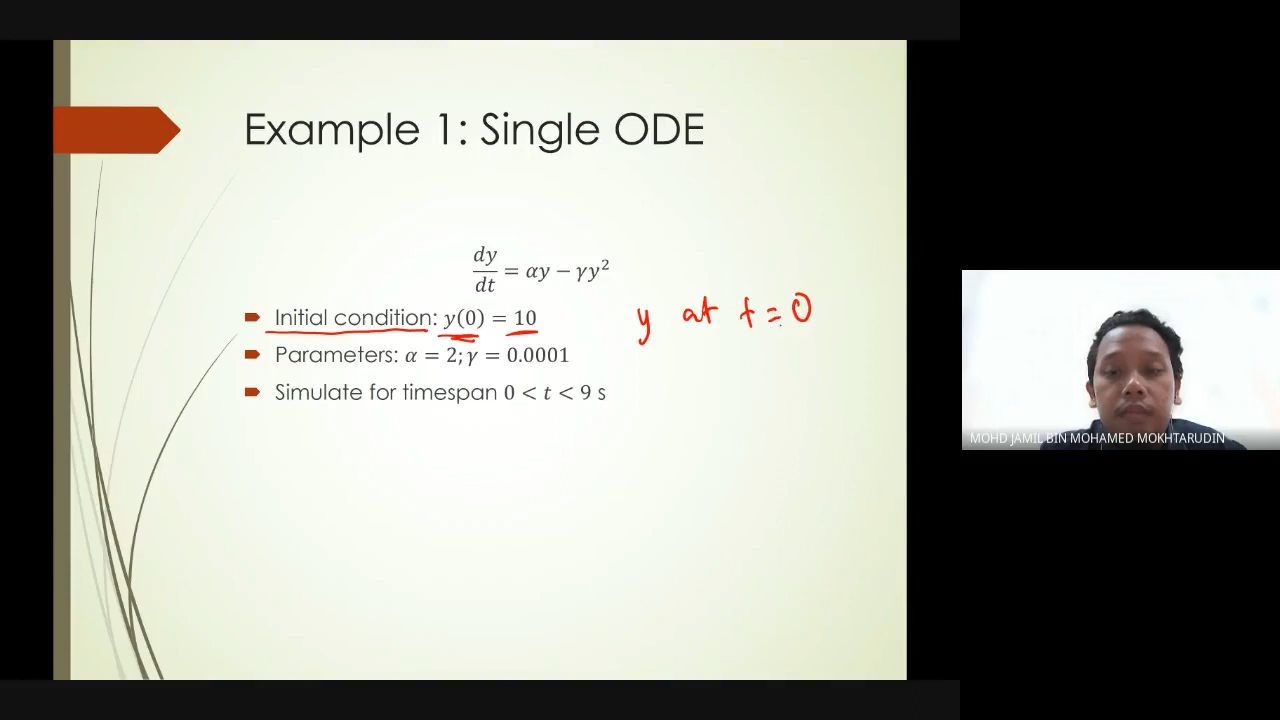 Example 1: Single ODE
dy/dt = αy − γy²
Initial condition: y(0) = 10
y at t = 0
Parameters: α = 2; γ = 0.0001
Simulate for timespan 0 < t < 9 s
MOHD JAMIL BIN MOHAMED MOKHTARUDIN